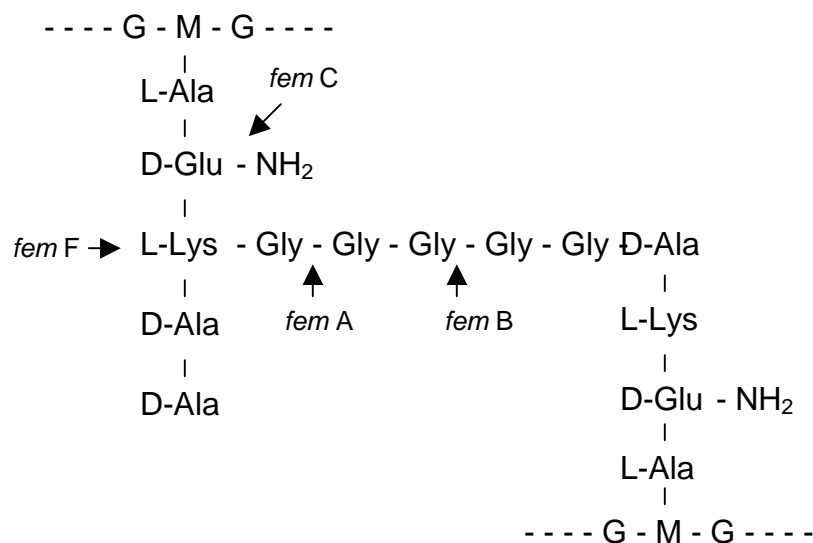 - - - - G - M - G - - - -
L-Ala
fem C
D-Glu - NH₂
fem F
L-Lys - Gly - Gly - Gly - Gly - Gly -D-Ala
D-Ala
fem A
fem B
L-Lys
D-Ala
D-Glu - NH₂
L-Ala
- - - - G - M - G - - - -